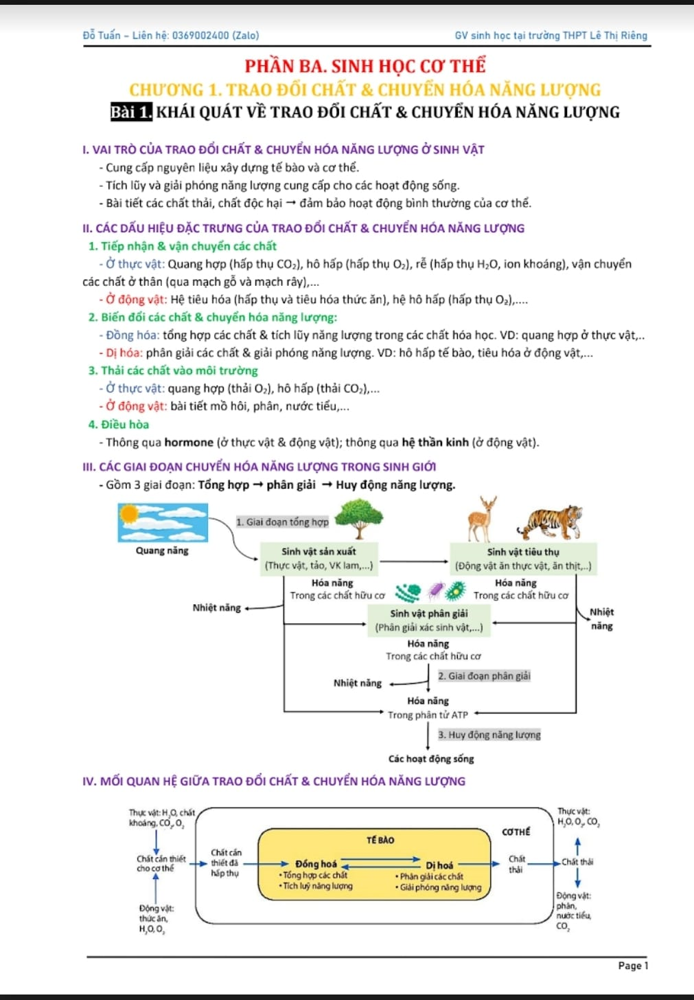 Đỗ Tuấn – Liên hệ: 0369002400 (Zalo)
GV sinh học tại trường THPT Lê Thị Riêng
PHẦN BA. SINH HỌC CƠ THỂ
CHƯƠNG 1. TRAO ĐỔI CHẤT & CHUYỂN HÓA NĂNG LƯỢNG
Bài 1. KHÁI QUÁT VỀ TRAO ĐỔI CHẤT & CHUYỂN HÓA NĂNG LƯỢNG
I. VAI TRÒ CỦA TRAO ĐỔI CHẤT & CHUYỂN HÓA NĂNG LƯỢNG Ở SINH VẬT
- Cung cấp nguyên liệu xây dựng tế bào và cơ thể.
- Tích lũy và giải phóng năng lượng cung cấp cho các hoạt động sống.
- Bài tiết các chất thải, chất độc hại → đảm bảo hoạt động bình thường của cơ thể.
II. CÁC DẤU HIỆU ĐẶC TRƯNG CỦA TRAO ĐỔI CHẤT & CHUYỂN HÓA NĂNG LƯỢNG
1. Tiếp nhận & vận chuyển các chất
- Ở thực vật: Quang hợp (hấp thụ CO₂), hô hấp (hấp thụ O₂), rễ (hấp thụ H₂O, ion khoáng), vận chuyển
các chất ở thân (qua mạch gỗ và mạch rây),...
- Ở động vật: Hệ tiêu hóa (hấp thụ và tiêu hóa thức ăn), hệ hô hấp (hấp thụ O₂),....
2. Biến đổi các chất & chuyển hóa năng lượng:
- Đồng hóa: tổng hợp các chất & tích lũy năng lượng trong các chất hóa học. VD: quang hợp ở thực vật,..
- Dị hóa: phân giải các chất & giải phóng năng lượng. VD: hô hấp tế bào, tiêu hóa ở động vật,...
3. Thải các chất vào môi trường
- Ở thực vật: quang hợp (thải O₂), hô hấp (thải CO₂),...
- Ở động vật: bài tiết mồ hôi, phân, nước tiểu,...
4. Điều hòa
- Thông qua hormone (ở thực vật & động vật); thông qua hệ thần kinh (ở động vật).
III. CÁC GIAI ĐOẠN CHUYỂN HÓA NĂNG LƯỢNG TRONG SINH GIỚI
- Gồm 3 giai đoạn: Tổng hợp → phân giải → Huy động năng lượng.
1. Giai đoạn tổng hợp
Quang năng
Sinh vật sản xuất
(Thực vật, tảo, VK lam,...)
Sinh vật tiêu thụ
(Động vật ăn thực vật, ăn thịt,..)
Hóa năng
Trong các chất hữu cơ
Hóa năng
Trong các chất hữu cơ
Nhiệt năng
Nhiệt
năng
Sinh vật phân giải
(Phân giải xác sinh vật,...)
Hóa năng
Trong các chất hữu cơ
2. Giai đoạn phân giải
Nhiệt năng
Hóa năng
Trong phân tử ATP
3. Huy động năng lượng
Các hoạt động sống
IV. MỐI QUAN HỆ GIỮA TRAO ĐỔI CHẤT & CHUYỂN HÓA NĂNG LƯỢNG
Thực vật: H₂O, chất
khoáng, CO₂, O₂
Chất cần thiết
cho cơ thể
Động vật:
thức ăn,
H₂O, O₂
Chất cần
thiết đã
hấp thụ
TẾ BÀO
Đồng hoá
• Tổng hợp các chất
• Tích luỹ năng lượng
Dị hoá
• Phân giải các chất
• Giải phóng năng lượng
CƠ THỂ
Chất
thải
Thực vật:
H₂O, O₂, CO₂
Chất thải
Động vật:
phân,
nước tiểu,
CO₂
Page 1